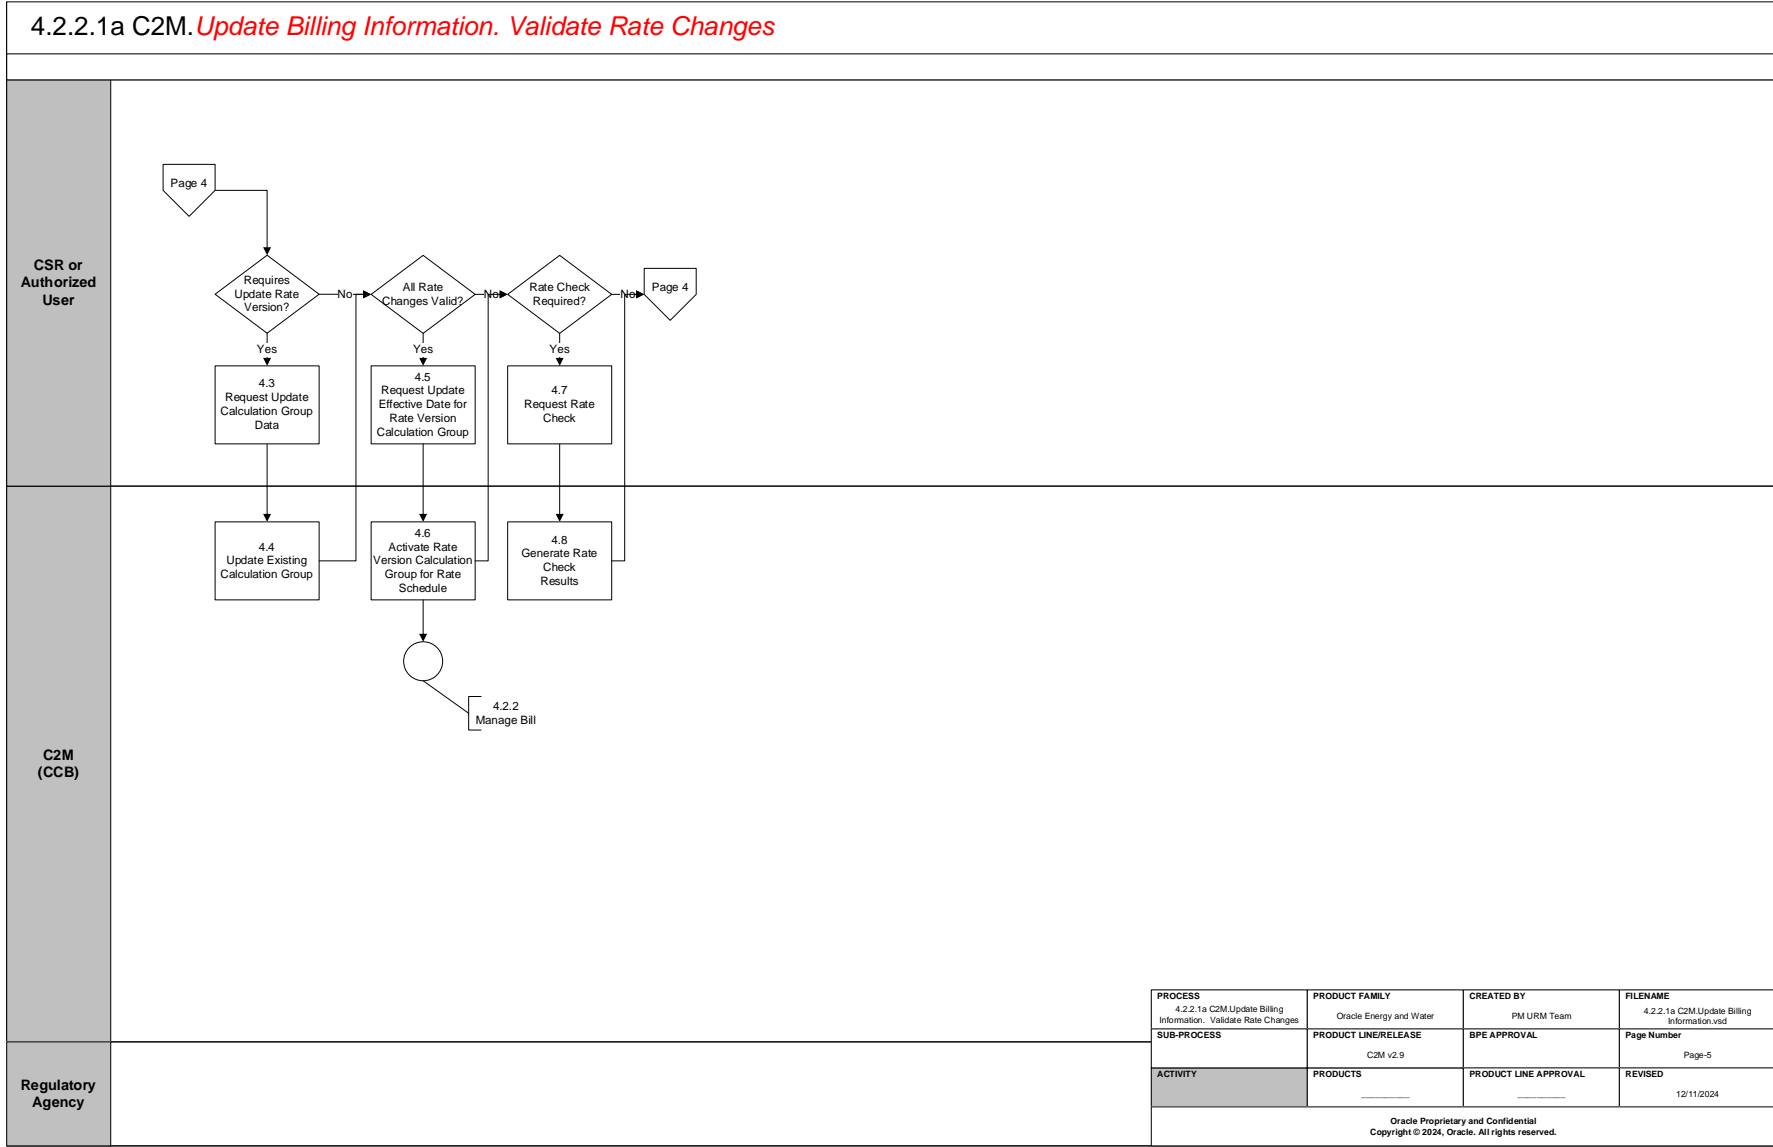 4.2.2.1a C2M.Update Billing Information. Validate Rate Changes
CSR or
Authorized
User
Page 4
Requires
Update Rate
Version?
No
All Rate
Changes Valid?
No
Rate Check
Required?
No
Page 4
Yes
Yes
Yes
4.3
Request Update
Calculation Group
Data
4.5
Request Update
Effective Date for
Rate Version
Calculation Group
4.7
Request Rate
Check
C2M
(CCB)
4.4
Update Existing
Calculation Group
4.6
Activate Rate
Version Calculation
Group for Rate
Schedule
4.8
Generate Rate
Check
Results
4.2.2
Manage Bill
Regulatory
Agency
PROCESS
4.2.2.1a C2M.Update Billing
Information. Validate Rate Changes
PRODUCT FAMILY
Oracle Energy and Water
CREATED BY
PM URM Team
FILENAME
4.2.2.1a C2M.Update Billing
Information.vsd
SUB-PROCESS
PRODUCT LINE/RELEASE
C2M v2.9
BPE APPROVAL
Page Number
Page-5
ACTIVITY
PRODUCTS
____________
PRODUCT LINE APPROVAL
____________
REVISED
12/11/2024
Oracle Proprietary and Confidential
Copyright © 2024, Oracle. All rights reserved.